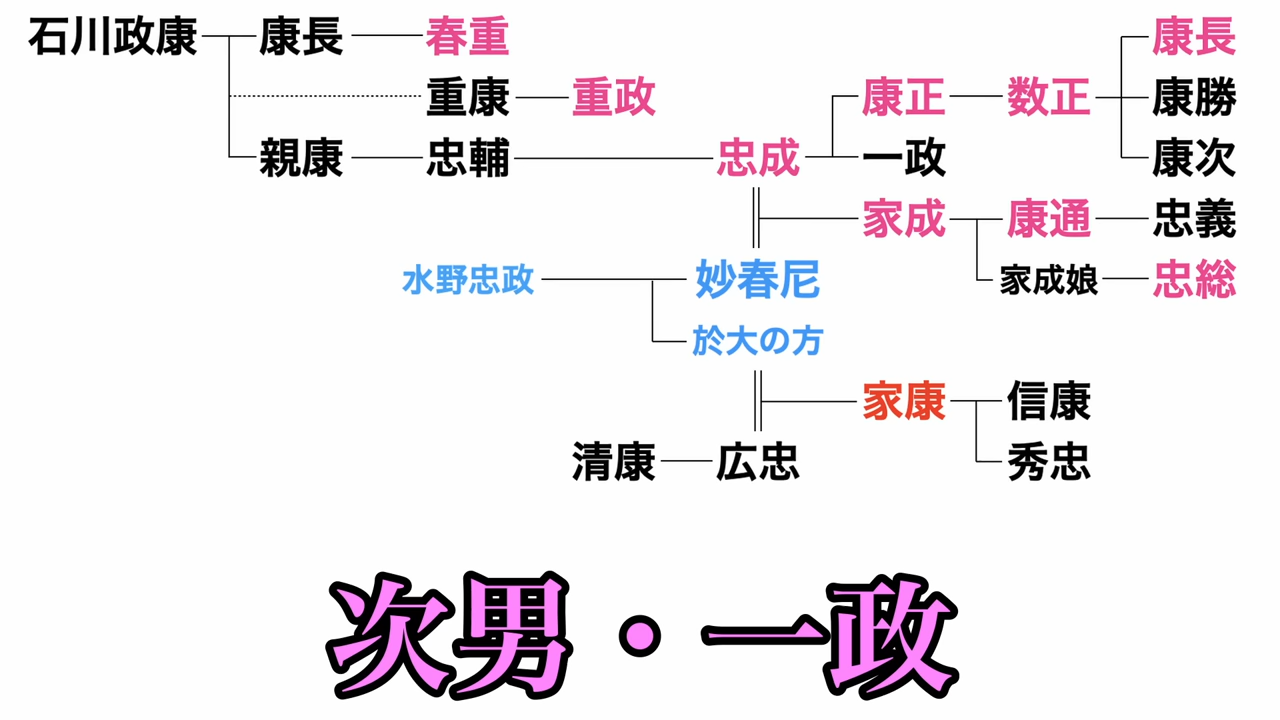 石川政康 康長 春重 康長
重康 重政 康正 数正 康勝
親康 忠輔 忠成 一政 康次
家成 康通 忠義
水野忠政 妙春尼 家成娘 忠総
於大の方
家康 信康
清康 広忠 秀忠
次男・一政